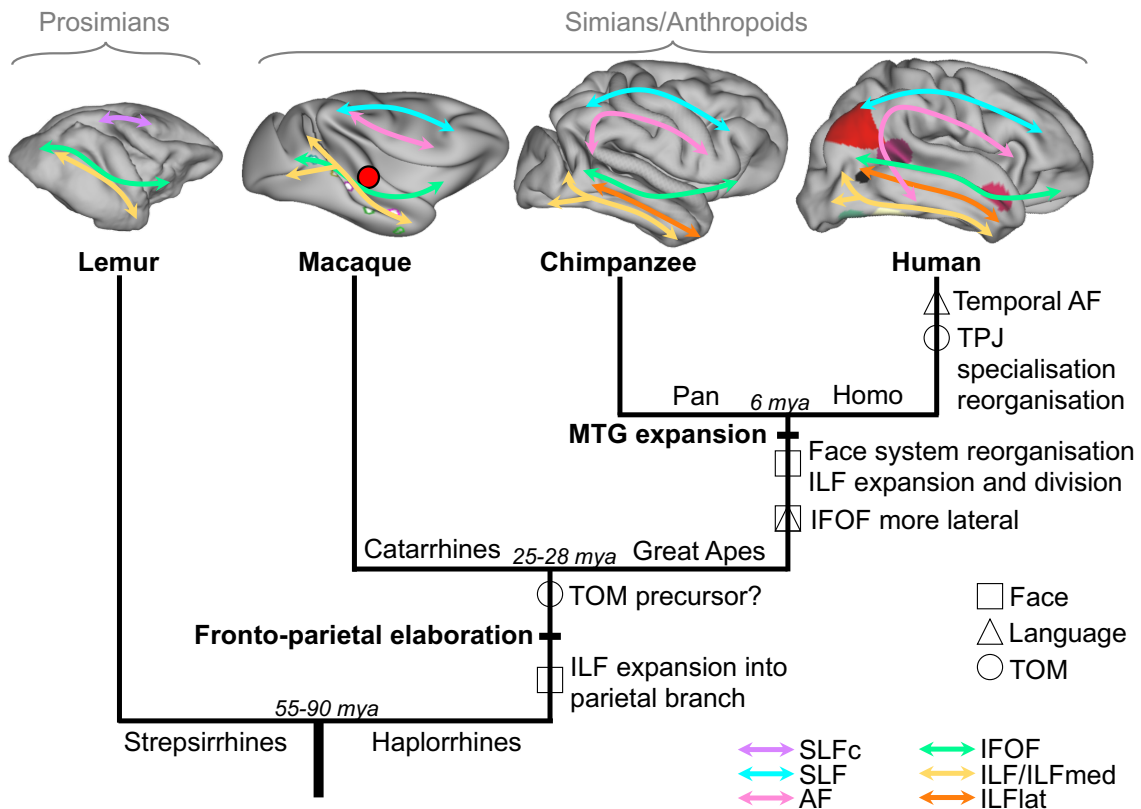 Prosimians
Simians/Anthropoids
Lemur
Macaque
Chimpanzee
Human
Temporal AF
TPJ
specialisation
reorganisation
Pan
6 mya
Homo
MTG expansion
Face system reorganisation
ILF expansion and division
IFOF more lateral
Catarrhines
25-28 mya
Great Apes
TOM precursor?
Fronto-parietal elaboration
ILF expansion into
parietal branch
Face
Language
TOM
55-90 mya
Strepsirrhines
Haplorrhines
SLFc
SLF
AF
IFOF
ILF/ILFmed
ILFlat